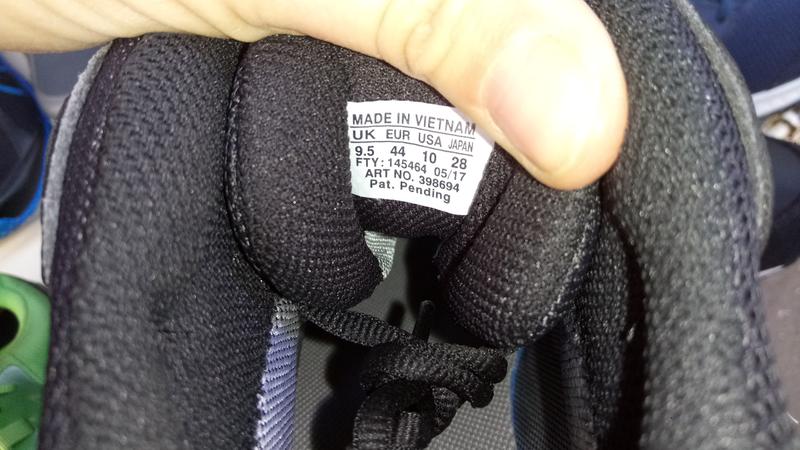 MADE IN VIETNAM
UK EUR USA JAPAN
9.5 44 10 28
FTY: 145464 05/17
ART NO. 398694
Pat. Pending